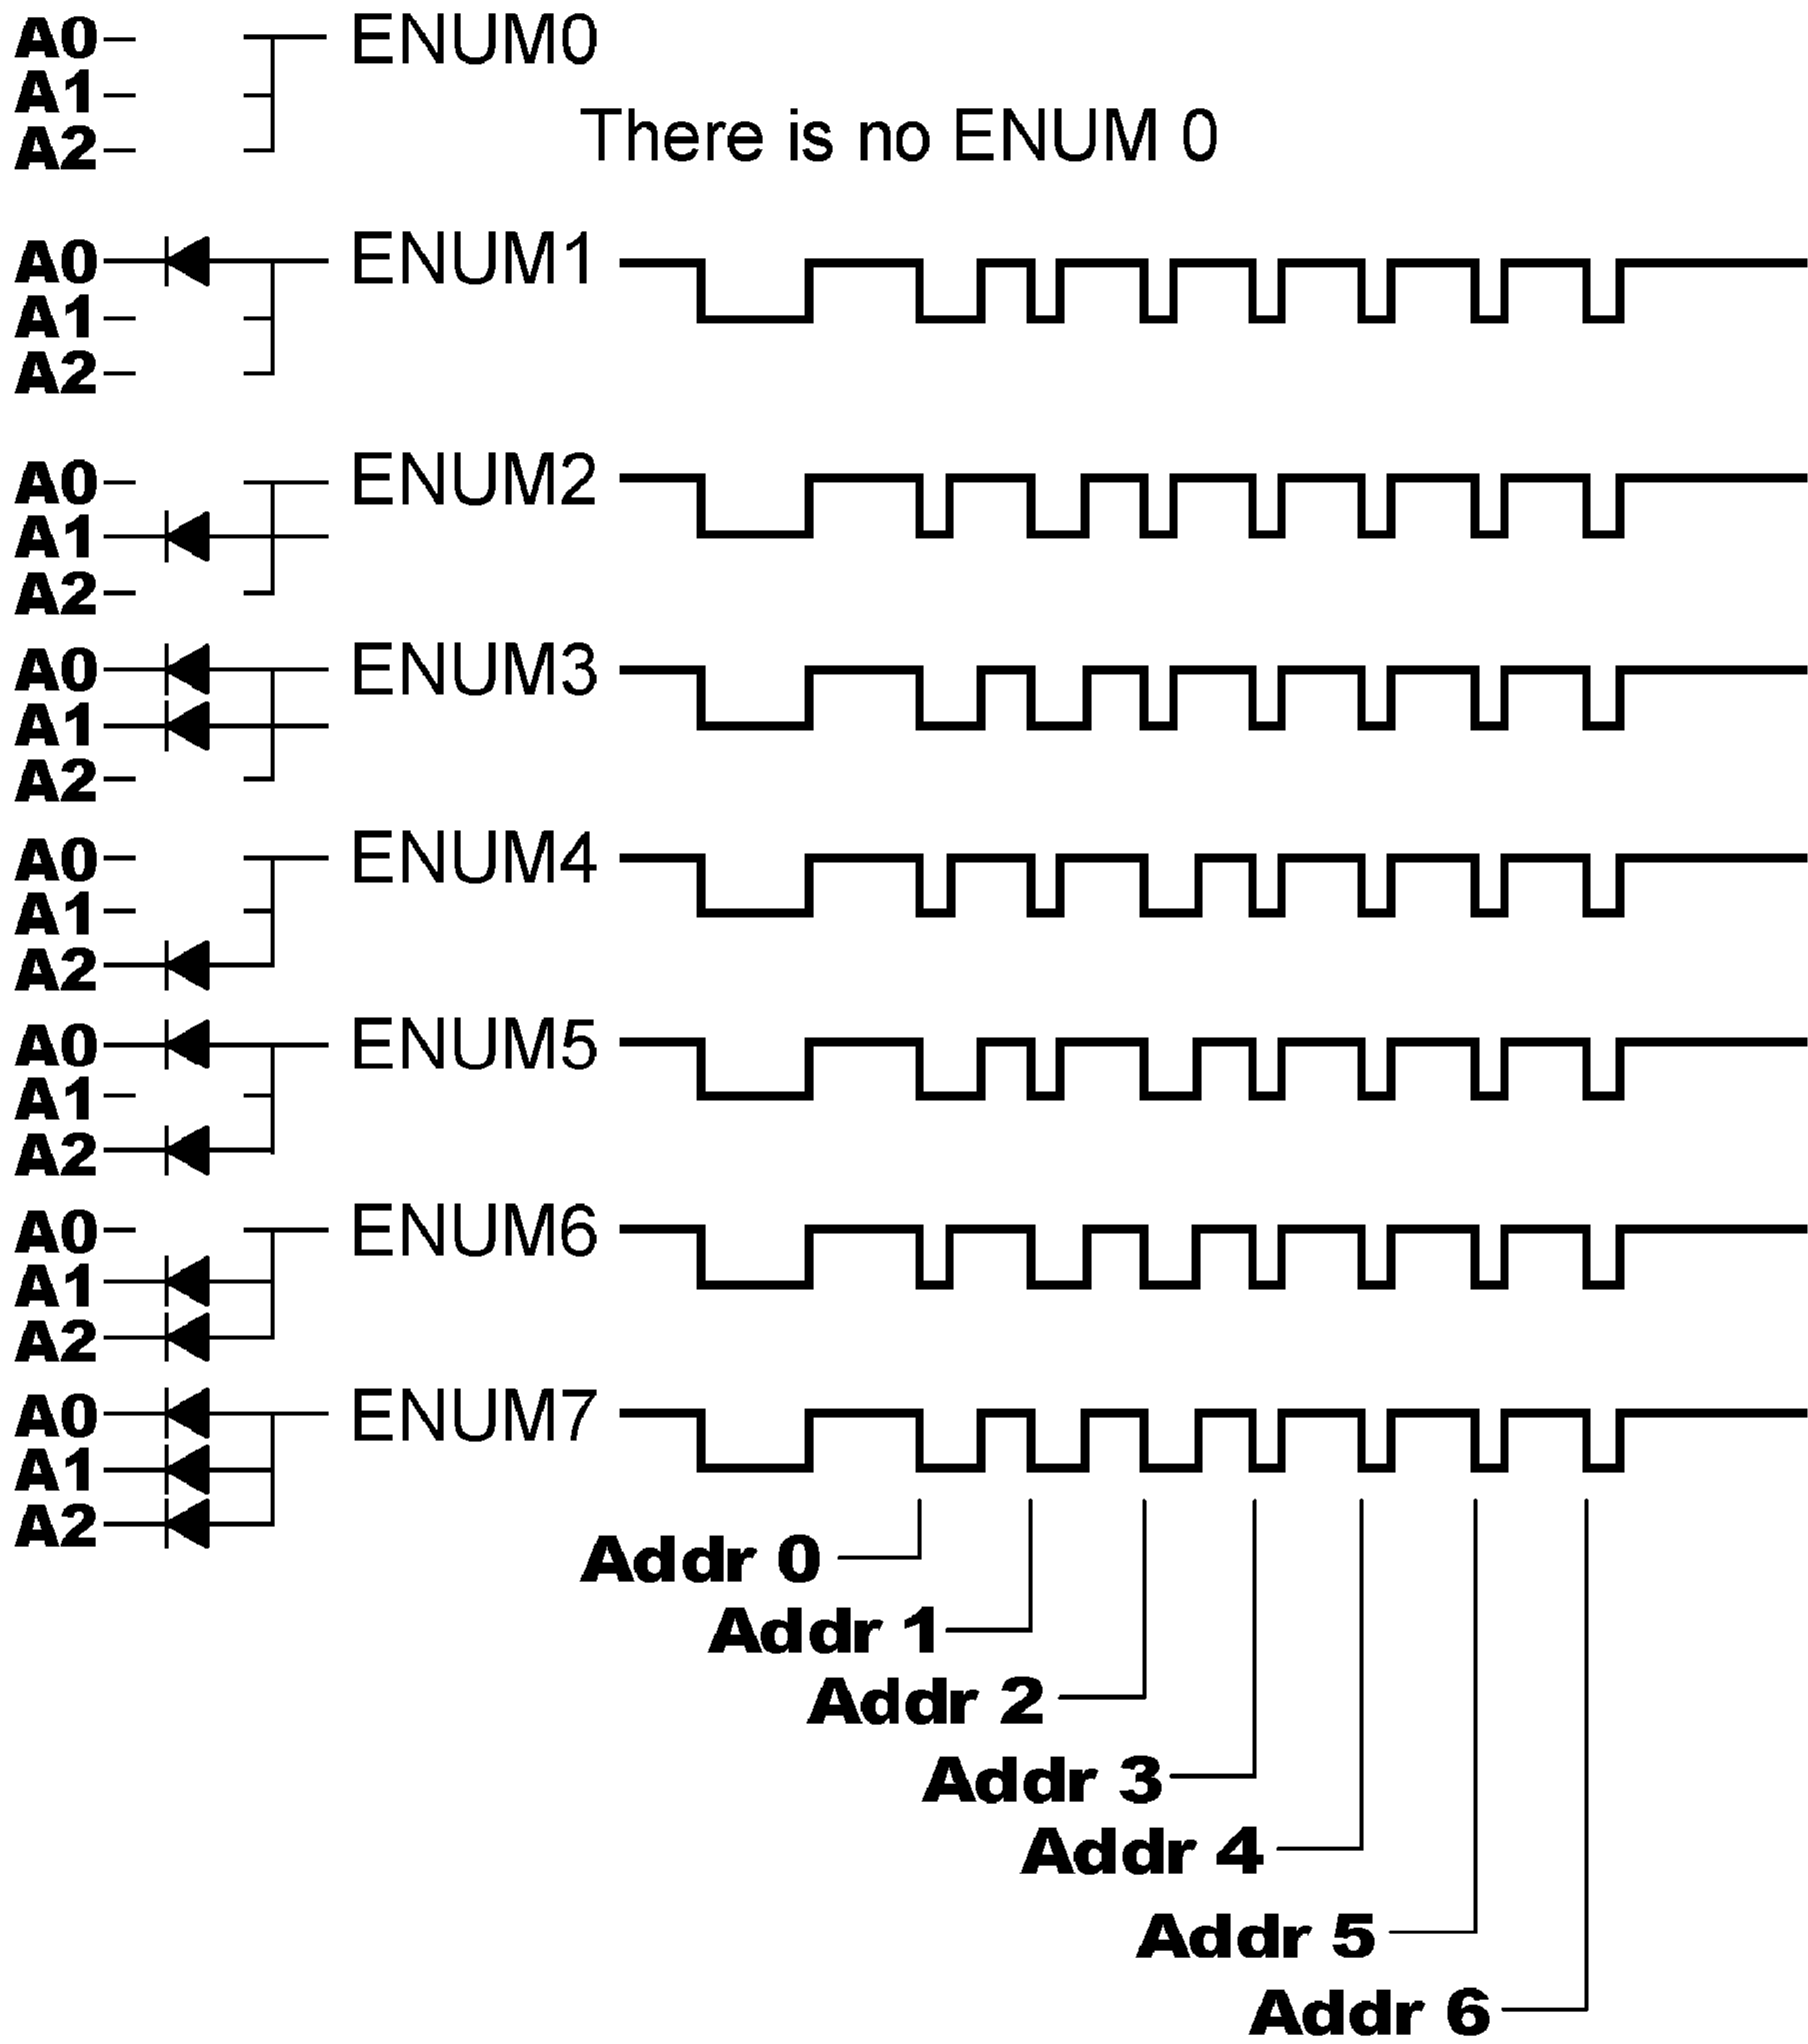 A0 ENUM0
A1
There is no ENUM 0
A2
A0 ENUM1
A1
A2
A0 ENUM2
A1
A2
A0 ENUM3
A1
A2
A0 ENUM4
A1
A2
A0 ENUM5
A1
A2
A0 ENUM6
A1
A2
A0 ENUM7
A1
A2
Addr 0
Addr 1
Addr 2
Addr 3
Addr 4
Addr 5
Addr 6